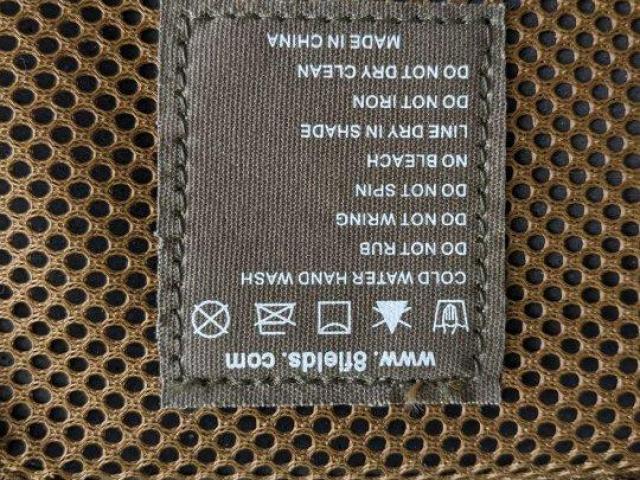 www.8fields.com
COLD WATER HAND WASH
DO NOT RUB
DO NOT WRING
DO NOT SPIN
NO BLEACH
LINE DRY IN SHADE
DO NOT IRON
DO NOT DRY CLEAN
MADE IN CHINA